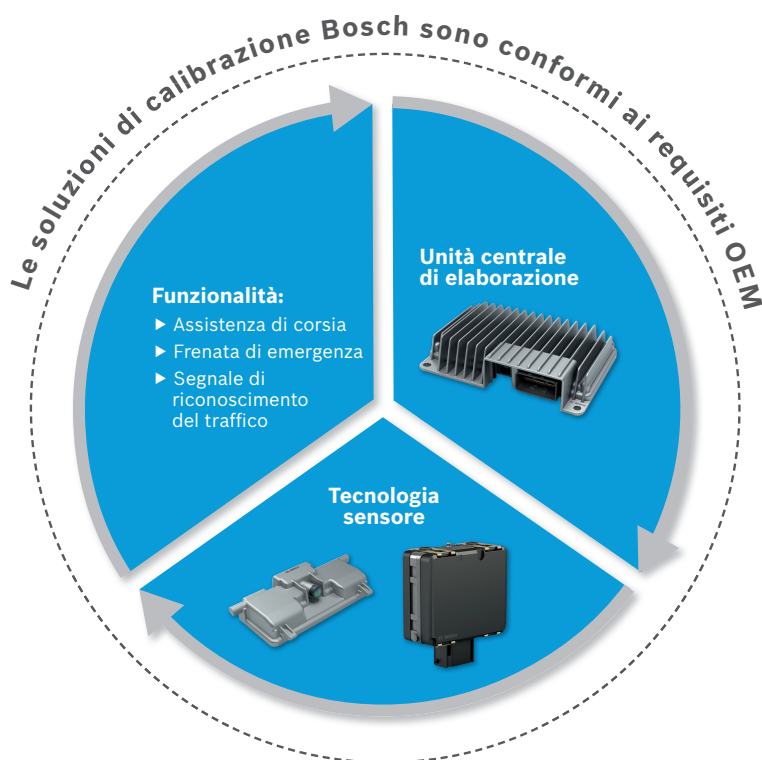 Le soluzioni di calibrazione Bosch sono conformi ai requisiti OEM
Unità centrale
di elaborazione
Funzionalità:
▶ Assistenza di corsia
▶ Frenata di emergenza
▶ Segnale di
riconoscimento
del traffico
Tecnologia
sensore